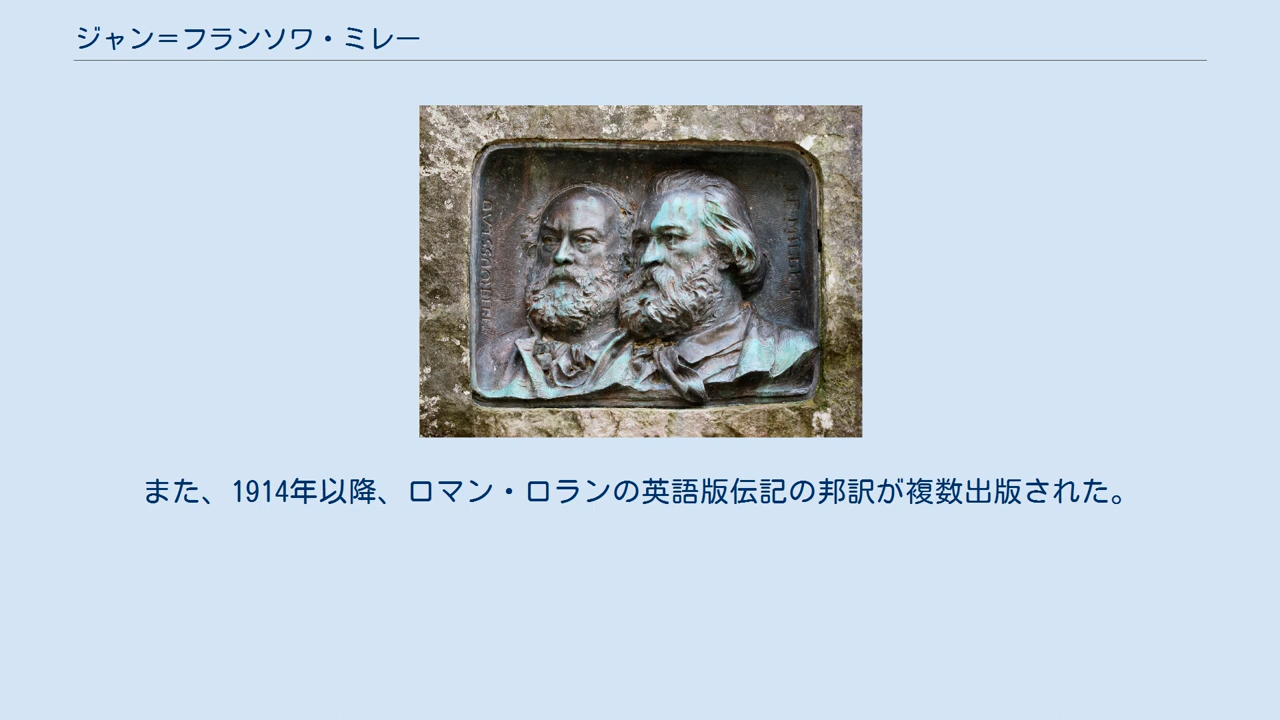 ジャン＝フランソワ・ミレー
また、1914年以降、ロマン・ロランの英語版伝記の邦訳が複数出版された。